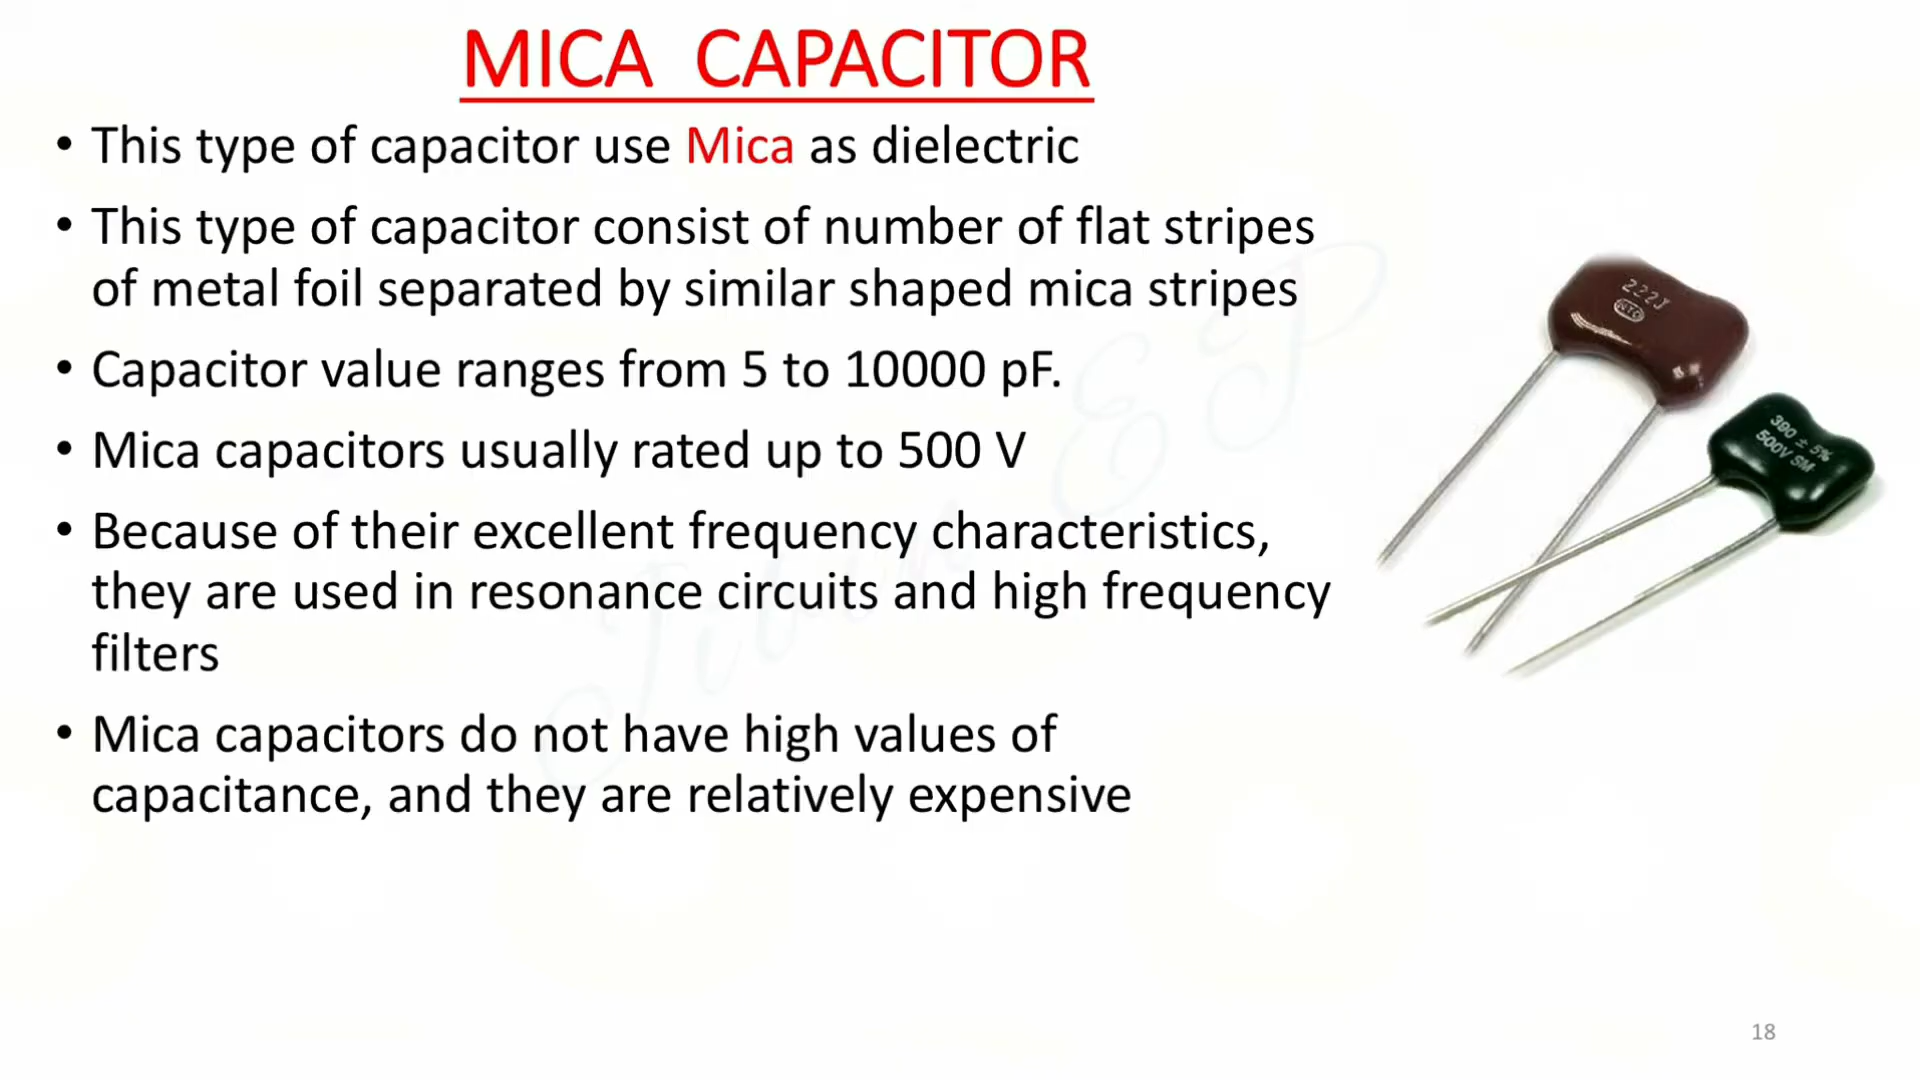 MICA CAPACITOR
• This type of capacitor use Mica as dielectric
• This type of capacitor consist of number of flat stripes
of metal foil separated by similar shaped mica stripes
• Capacitor value ranges from 5 to 10000 pF.
• Mica capacitors usually rated up to 500 V
• Because of their excellent frequency characteristics,
they are used in resonance circuits and high frequency
filters
• Mica capacitors do not have high values of
capacitance, and they are relatively expensive
222J
390 ± 5%
500V SM
Jibin EP
18